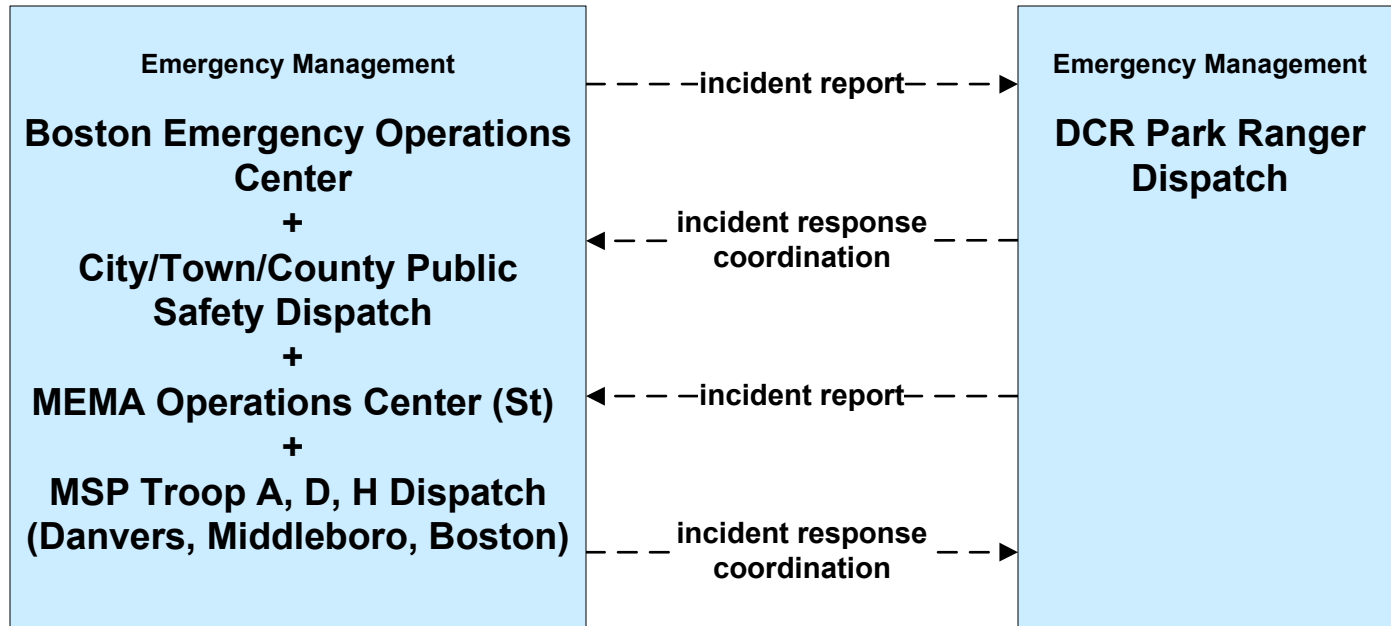 Emergency Management
Boston Emergency Operations
Center
+
City/Town/County Public
Safety Dispatch
+
MEMA Operations Center (St)
+
MSP Troop A, D, H Dispatch
(Danvers, Middleboro, Boston)
incident report
incident response
coordination
incident report
incident response
coordination
Emergency Management
DCR Park Ranger
Dispatch